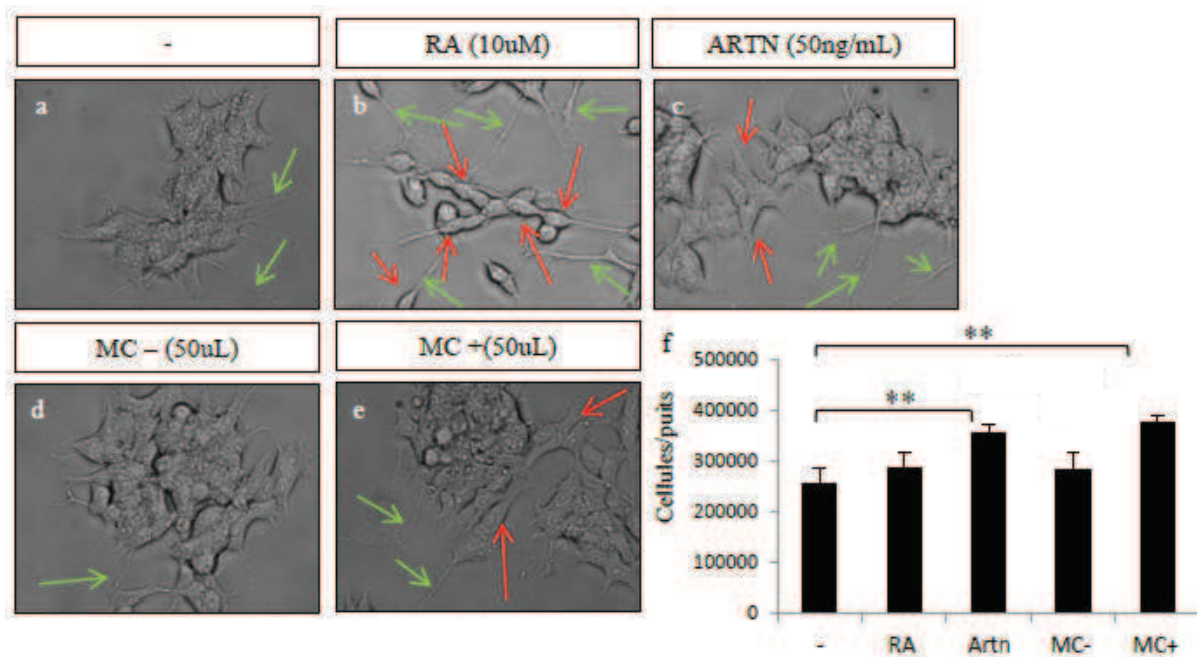 -
RA (10uM)
ARTN (50ng/mL)
a
b
c
MC – (50uL)
MC +(50uL)
d
e
f
**
**
500000
400000
300000
200000
100000
0
Cellules/puits
- RA Artn MC- MC+